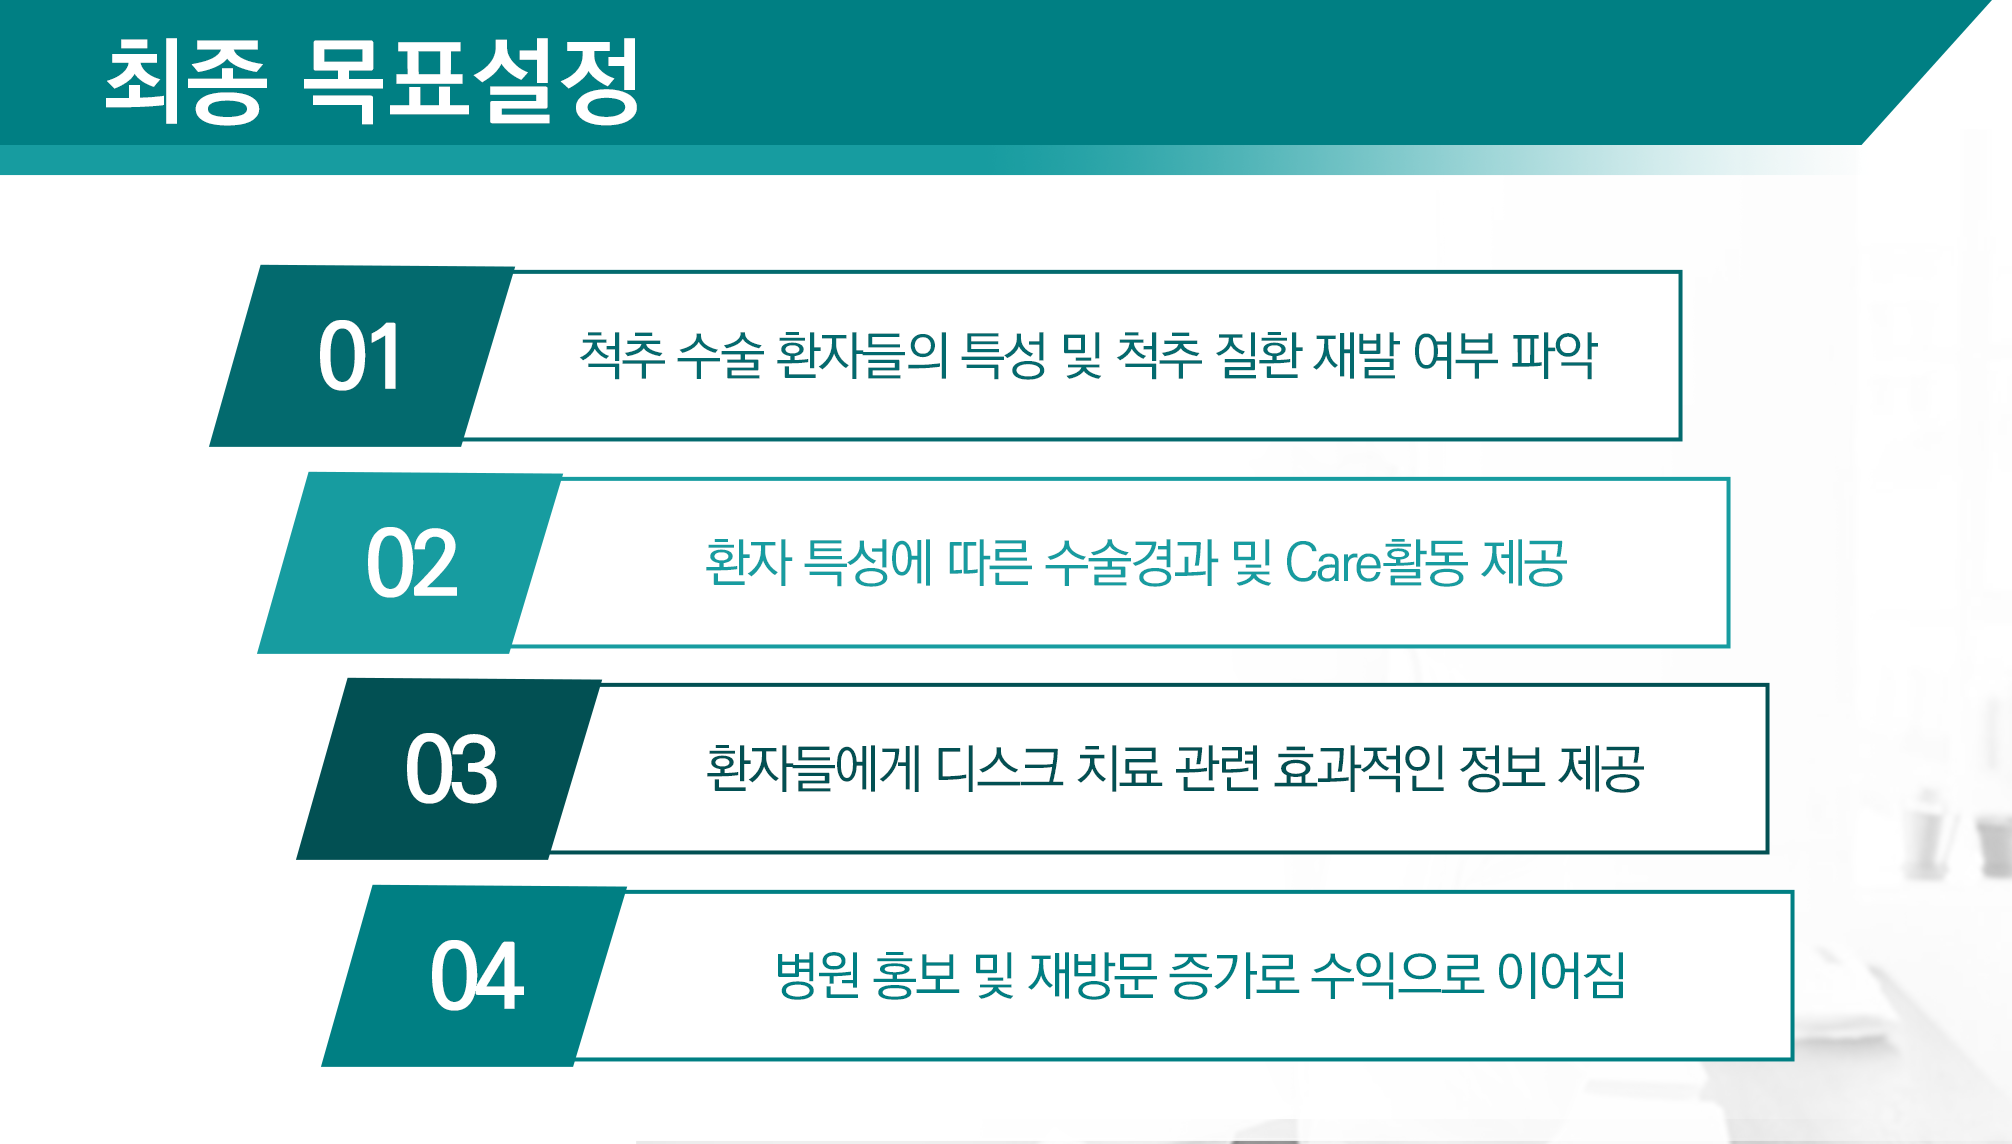 최종 목표설정
01
척추 수술 환자들의 특성 및 척추 질환 재발 여부 파악
02
환자 특성에 따른 수술경과 및 Care활동 제공
03
환자들에게 디스크 치료 관련 효과적인 정보 제공
04
병원 홍보 및 재방문 증가로 수익으로 이어짐